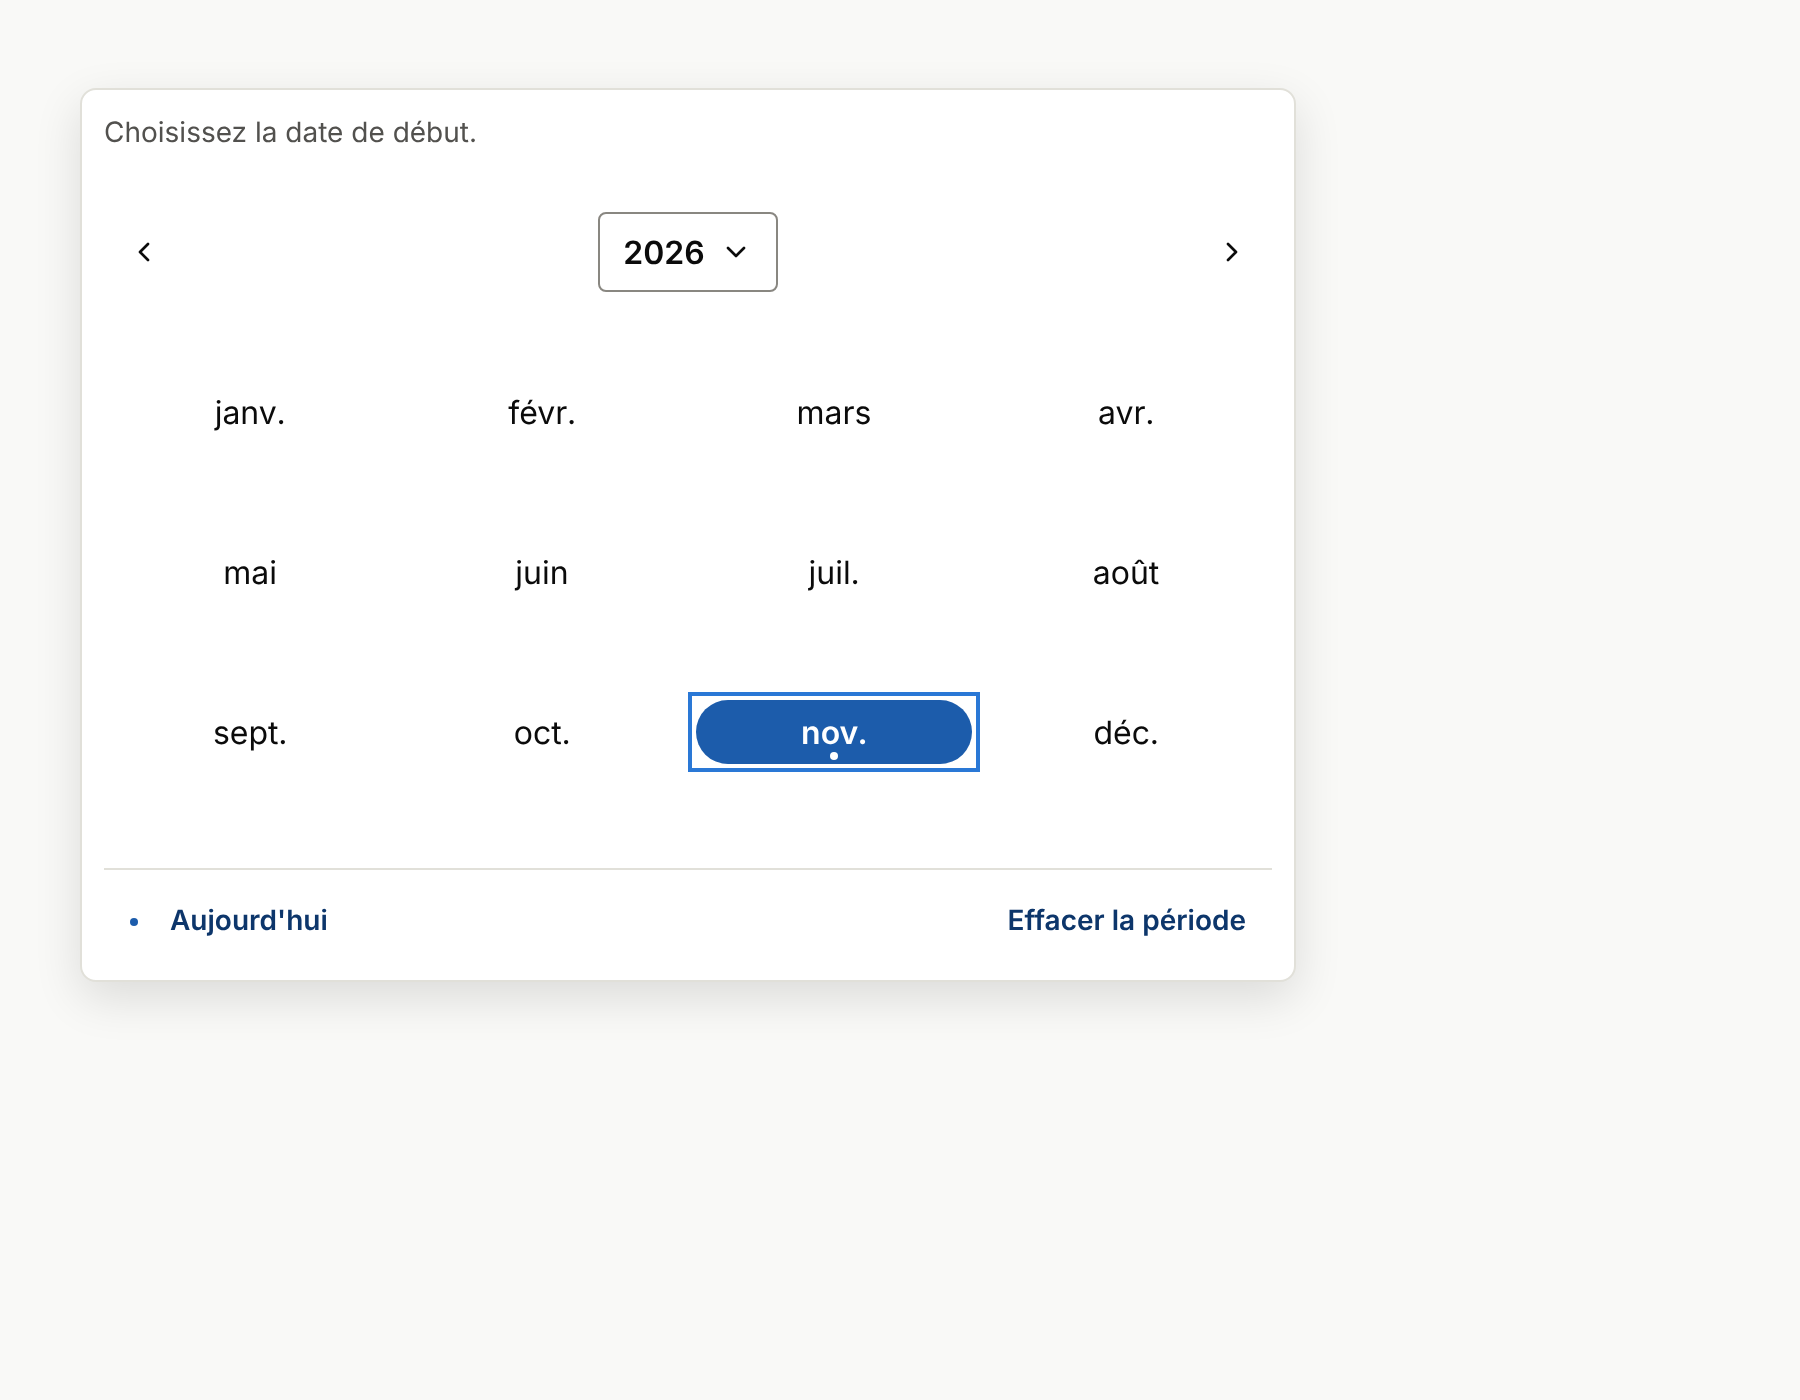 Choisissez la date de début.
2026
janv. févr. mars avr.
mai juin juil. août
sept. oct. nov. déc.
Aujourd'hui Effacer la période